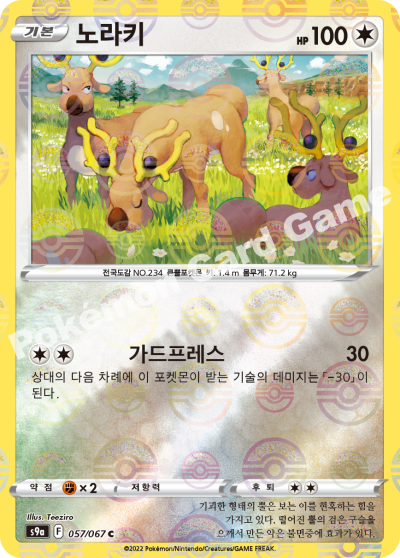 기본 노라키 HP 100
전국도감 NO.234 큰뿔포켓몬 키: 1.4 m 몸무게: 71.2 kg
Pokémon Card Game
가드프레스 30
상대의 다음 차례에 이 포켓몬이 받는 기술의 데미지는 「-30」이
된다.
약점 ×2 저항력 후퇴
Illus. Teeziro
s9a F 057/067 C
기괴한 형태의 뿔은 보는 이를 현혹하는 힘을
가지고 있다. 떨어진 뿔의 검은 구슬을
으깨서 만든 약은 불면증에 효과가 있다.
©2022 Pokémon/Nintendo/Creatures/GAME FREAK.